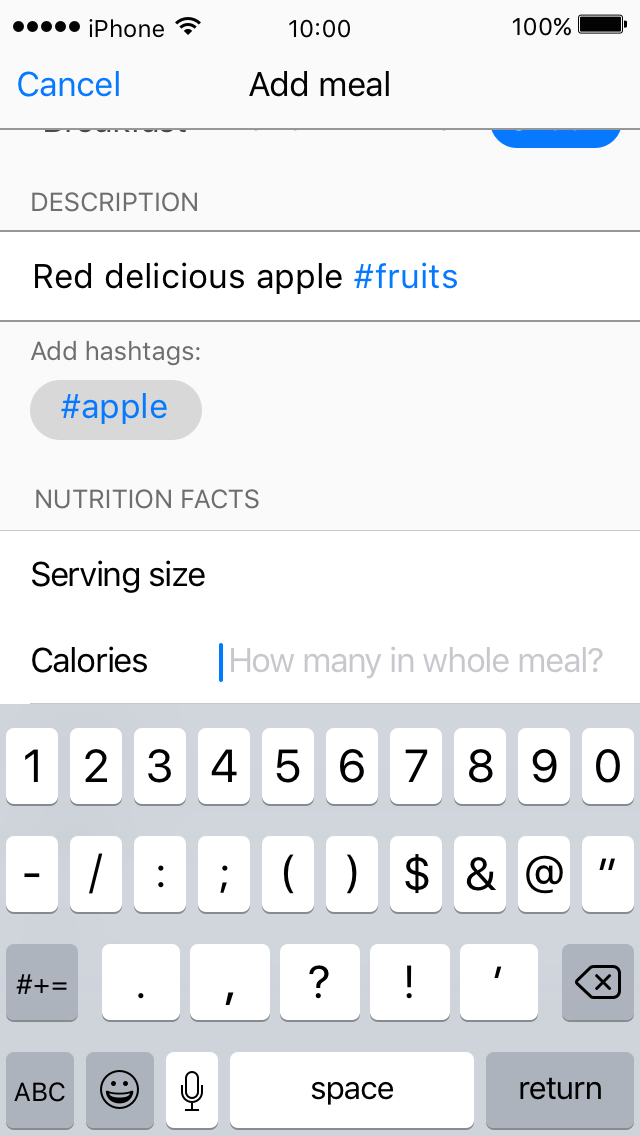 iPhone 10:00 100%
Cancel Add meal
Breakfast
DESCRIPTION
Red delicious apple #fruits
Add hashtags:
#apple
NUTRITION FACTS
Serving size
Calories How many in whole meal?
1 2 3 4 5 6 7 8 9 0
- / : ; ( ) $ & @ "
#+= . , ? ! '
ABC space return